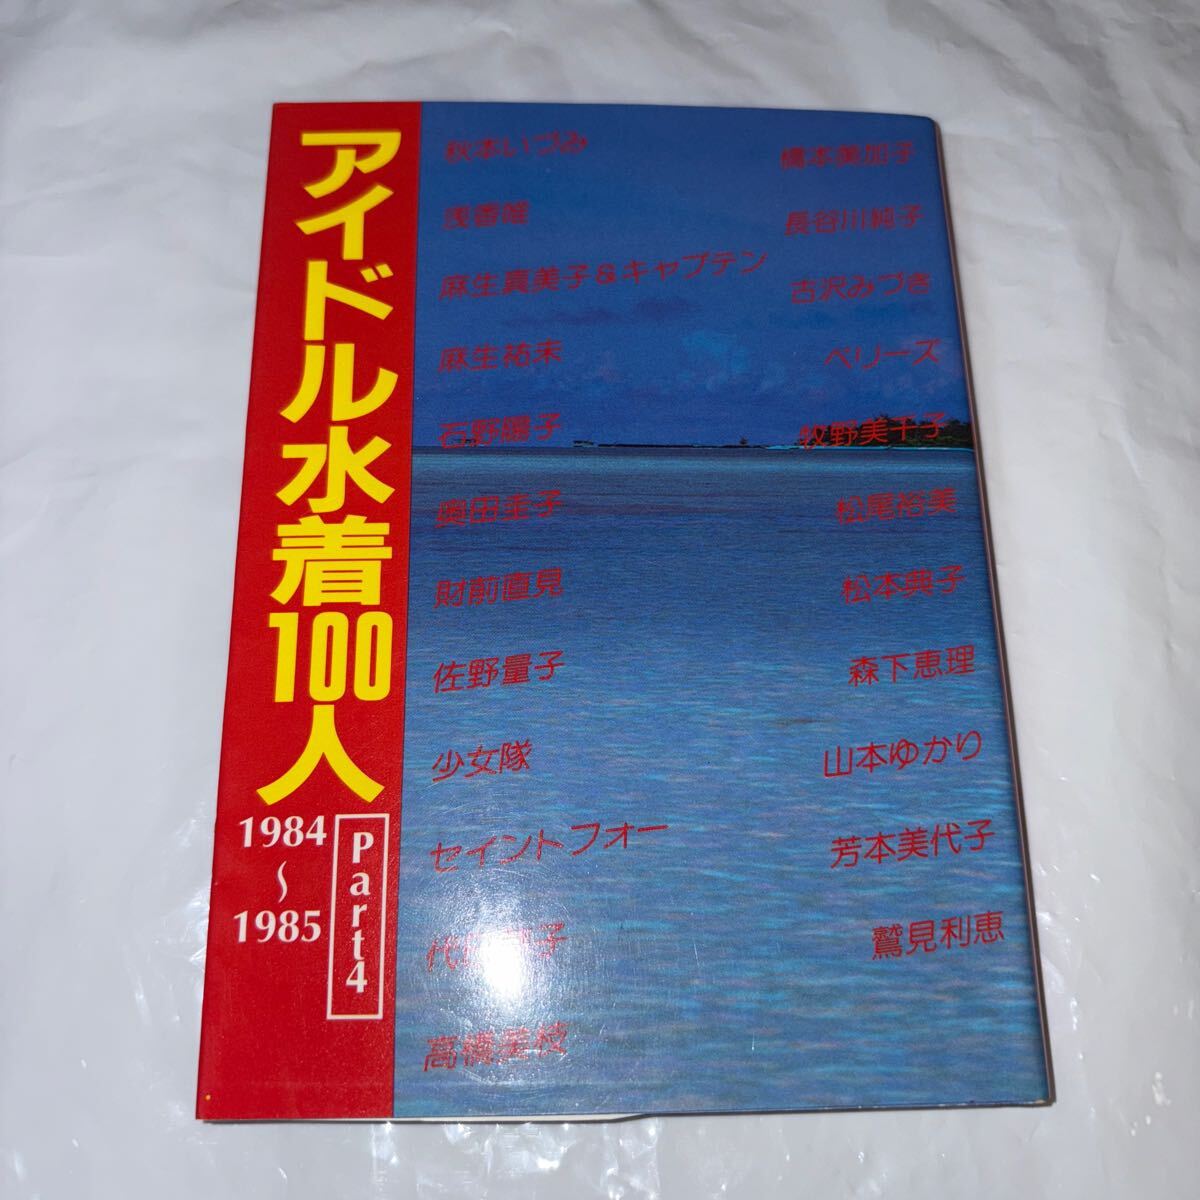 アイドル水着100人
1984
〜
1985
Part4
秋本いづみ
浅香唯
麻生真美子&キャプテン
麻生祐未
石野陽子
奥田圭子
財前直見
佐野量子
少女隊
セイントフォー
高橋美枝
橋本美加子
長谷川純子
古沢みづき
ベリーズ
牧野美千子
松尾裕美
松本典子
森下恵理
山本ゆかり
芳本美代子
鷲見利恵